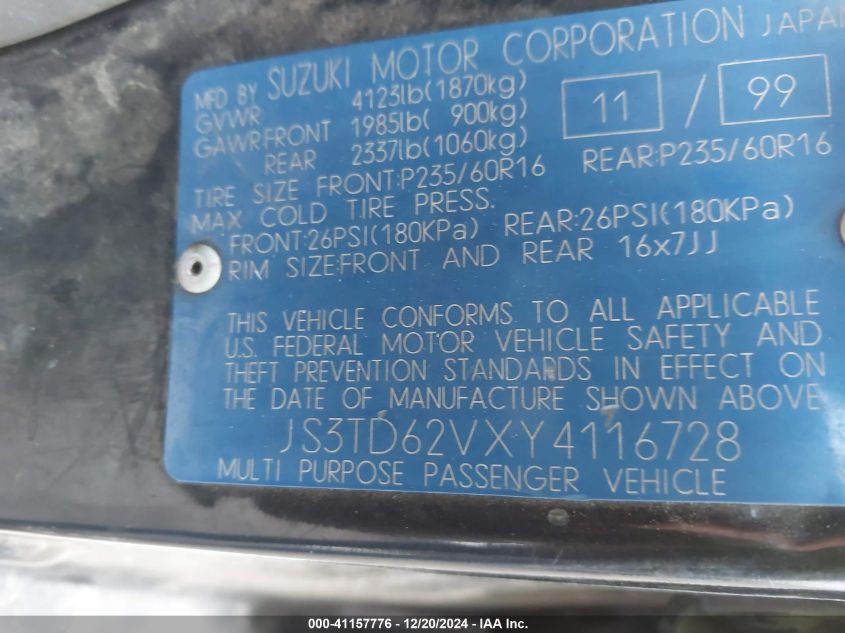 MFD BY SUZUKI MOTOR CORPORATION JAPAN
GVWR: 4123lb(1870kg) 11 / 99
GAWR:FRONT 1985lb( 900kg)
REAR 2337lb(1060kg)
TIRE SIZE FRONT:P235/60R16 REAR:P235/60R16
MAX COLD TIRE PRESS.
FRONT:26PSI(180KPa) REAR:26PSI(180KPa)
RIM SIZE:FRONT AND REAR 16x7JJ
THIS VEHICLE CONFORMS TO ALL APPLICABLE
U.S. FEDERAL MOTOR VEHICLE SAFETY AND
THEFT PREVENTION STANDARDS IN EFFECT ON
THE DATE OF MANUFACTURE SHOWN ABOVE.
JS3TD62VXY4116728
MULTI PURPOSE PASSENGER VEHICLE
000-41157776 - 12/20/2024 - IAA Inc.